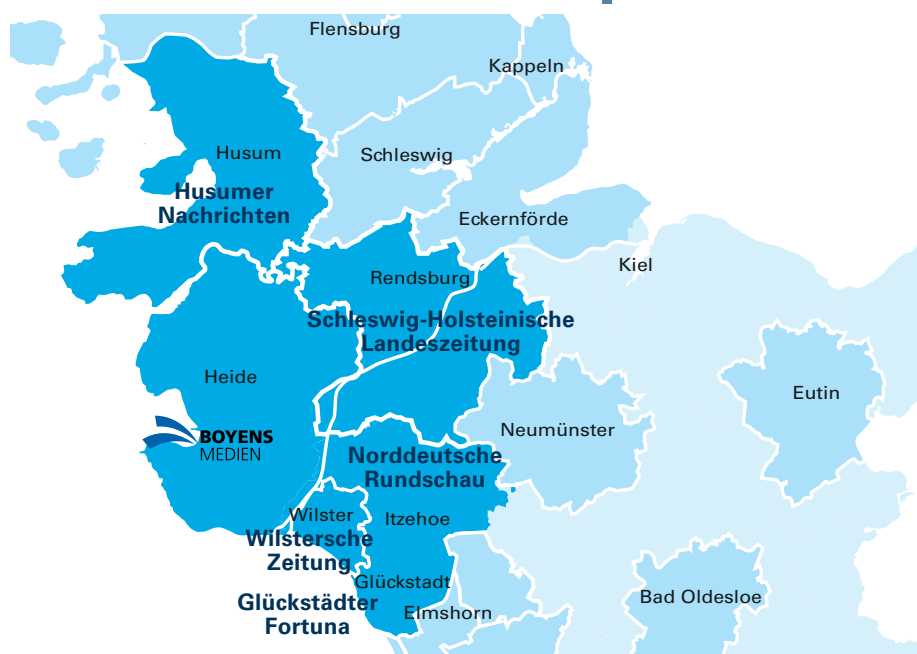 Flensburg
Kappeln
Husum
Schleswig
Husumer
Nachrichten
Eckernförde
Kiel
Rendsburg
Schleswig-Holsteinische
Landeszeitung
Heide
Eutin
BOYENS
MEDIEN
Neumünster
Norddeutsche
Rundschau
Wilster
Itzehoe
Wilstersche
Zeitung
Glückstadt
Glückstädter
Fortuna
Elmshorn
Bad Oldesloe